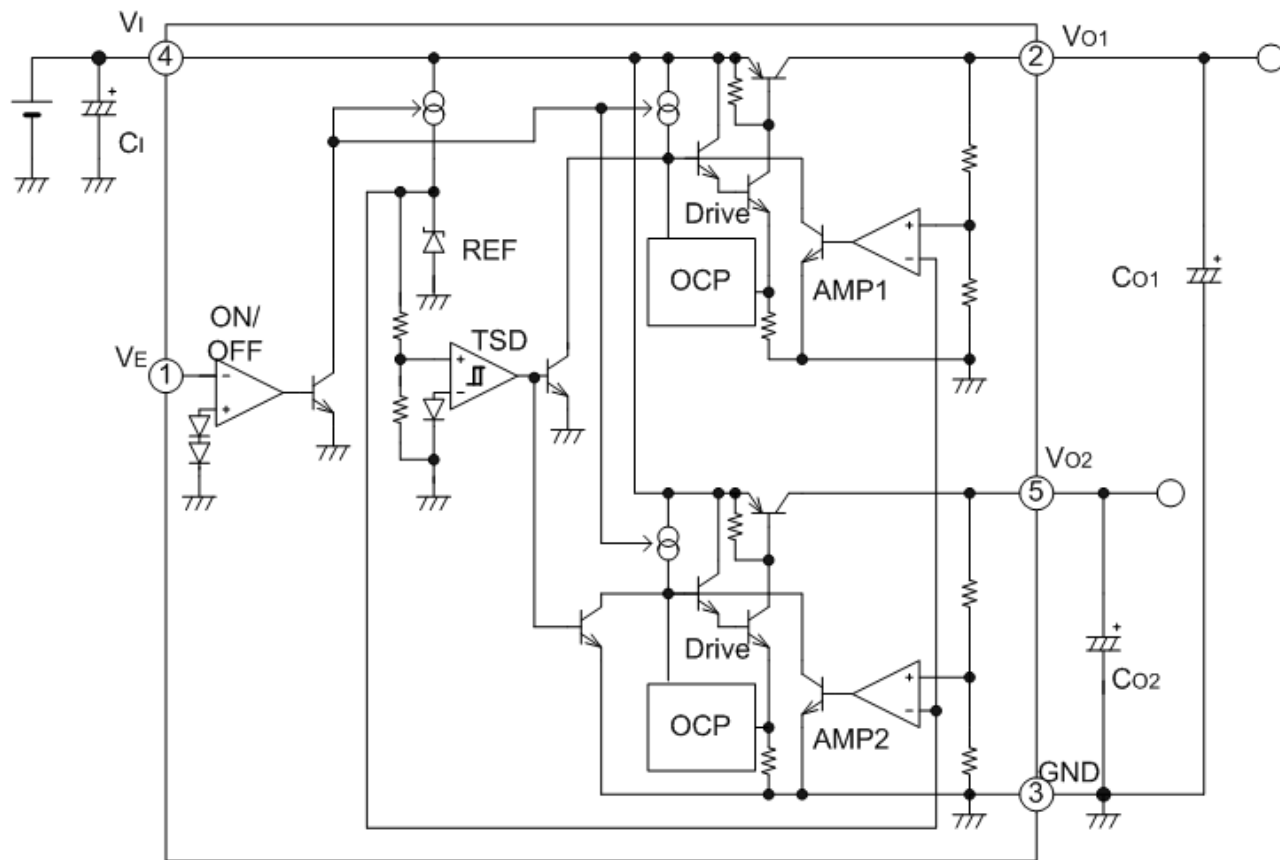 VI
4
2
VO1
CI
Drive
+
-
OCP
AMP1
CO1
REF
ON/
OFF
TSD
VE
1
-
+
+
-
VO2
5
Drive
+
-
OCP
AMP2
CO2
GND
3
+
+
+